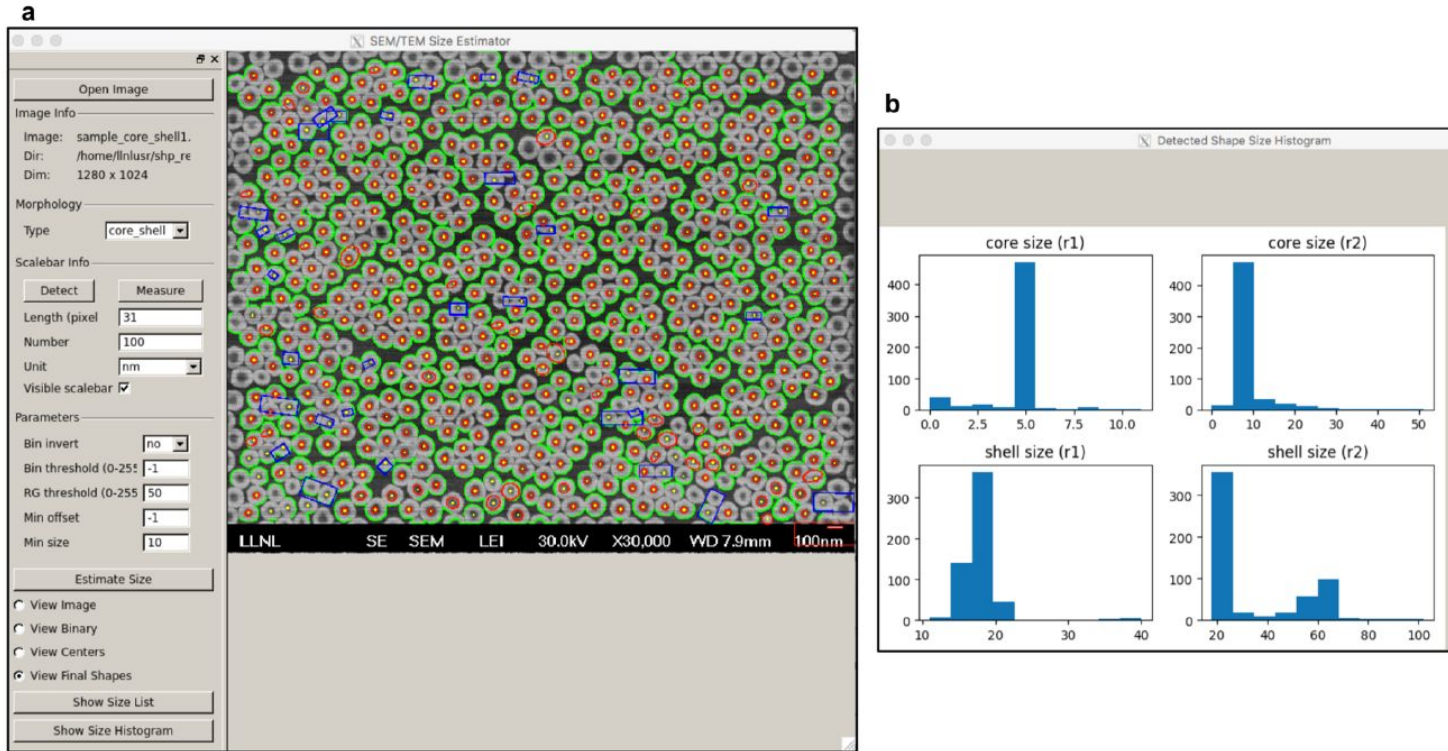 a
SEM/TEM Size Estimator
Open Image
Image Info
Image: sample_core_shell1.
Dir: /home/llnlusr/shp_re
Dim: 1280 x 1024
Morphology
Type core_shell
Scalebar Info
Detect Measure
Length (pixel 31
Number 100
Unit nm
Visible scalebar
Parameters
Bin invert no
Bin threshold (0-255 -1
RG threshold (0-255 50
Min offset -1
Min size 10
Estimate Size
View Image
View Binary
View Centers
View Final Shapes
Show Size List
Show Size Histogram
LLNL SE SEM LEI 30.0kV X30,000 WD 7.9mm 100nm
b
Detected Shape Size Histogram
core size (r1)
400
300
200
100
0
0.0 2.5 5.0 7.5 10.0
core size (r2)
400
300
200
100
0
0 10 20 30 40 50
shell size (r1)
300
200
100
0
10 20 30 40
shell size (r2)
300
200
100
0
20 40 60 80 100